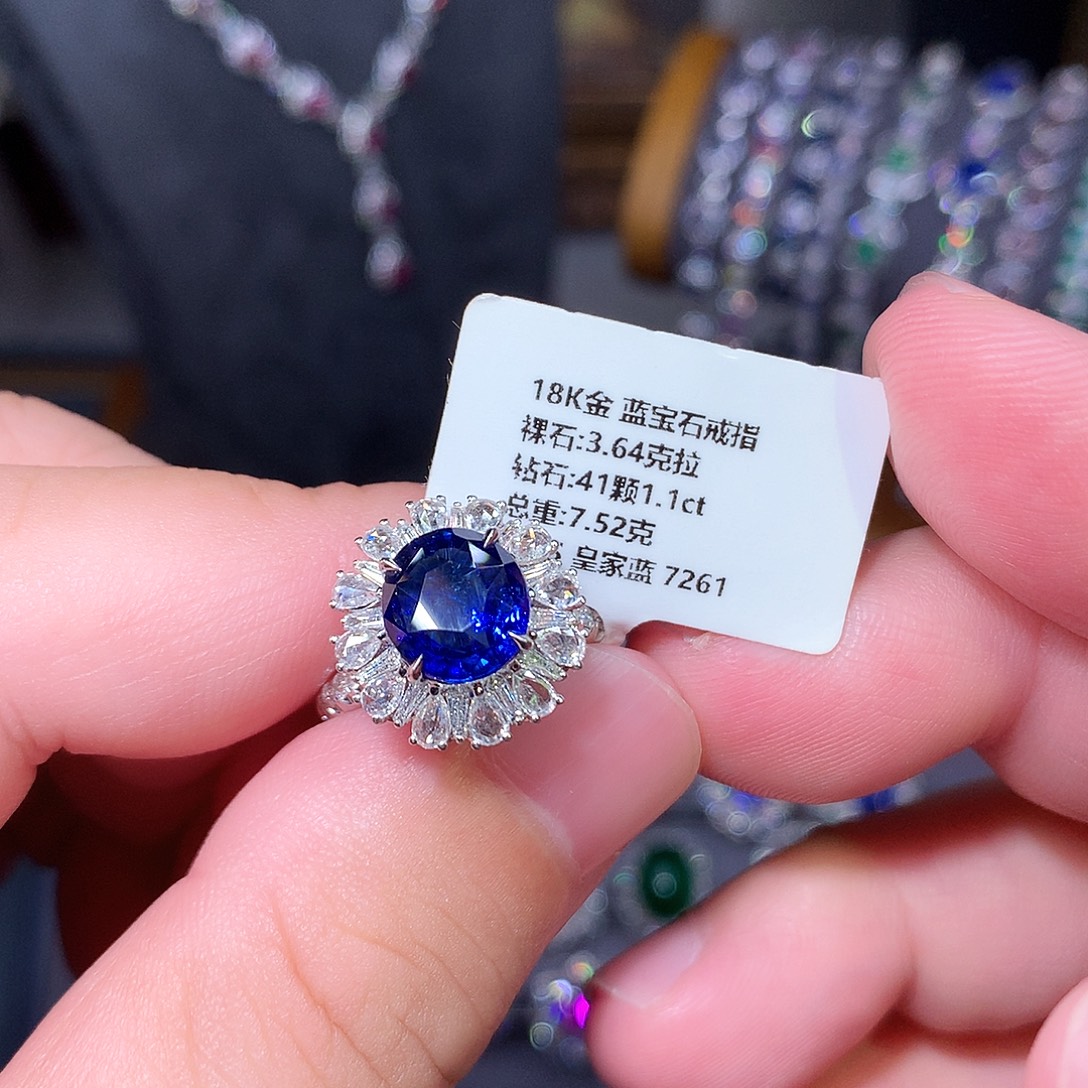 18K金 蓝宝石戒指
裸石:3.64克拉
钻石:41颗1.1ct
总重:7.52克
呈家蓝 7261